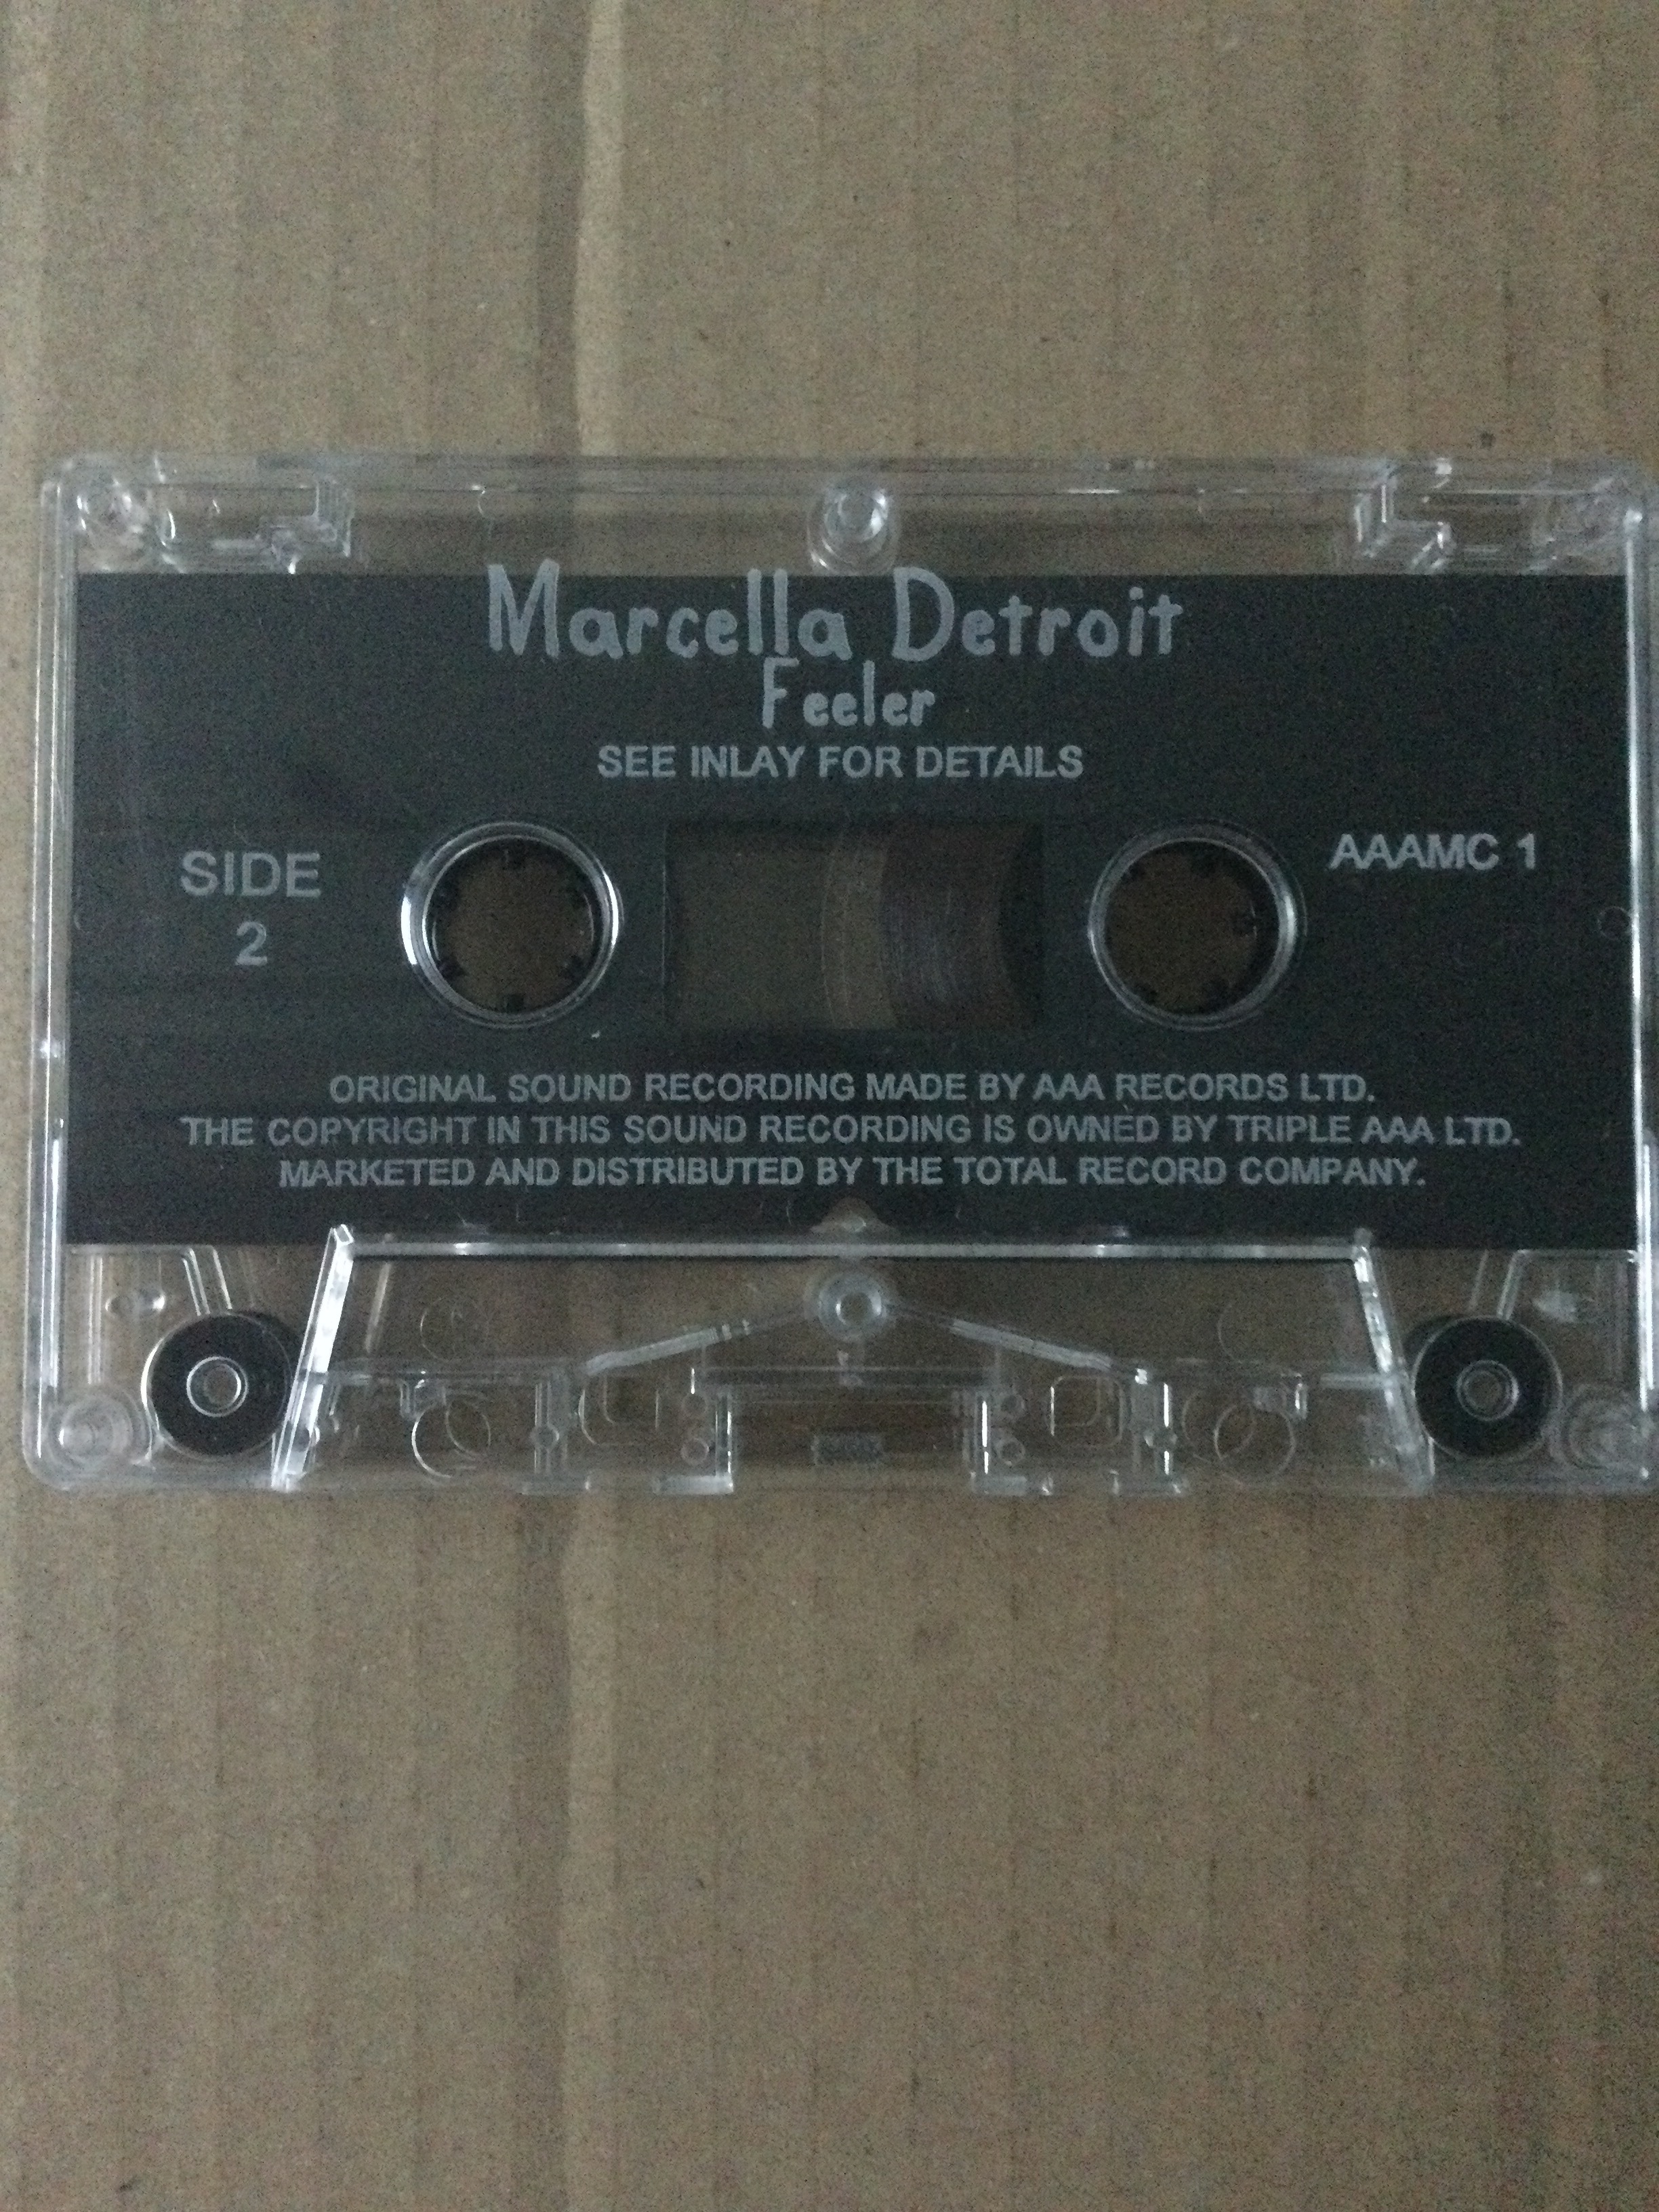 Marcella Detroit
Feeler
SEE INLAY FOR DETAILS
SIDE
2
AAAMC 1
ORIGINAL SOUND RECORDING MADE BY AAA RECORDS LTD.
THE COPYRIGHT IN THIS SOUND RECORDING IS OWNED BY TRIPLE AAA LTD.
MARKETED AND DISTRIBUTED BY THE TOTAL RECORD COMPANY.